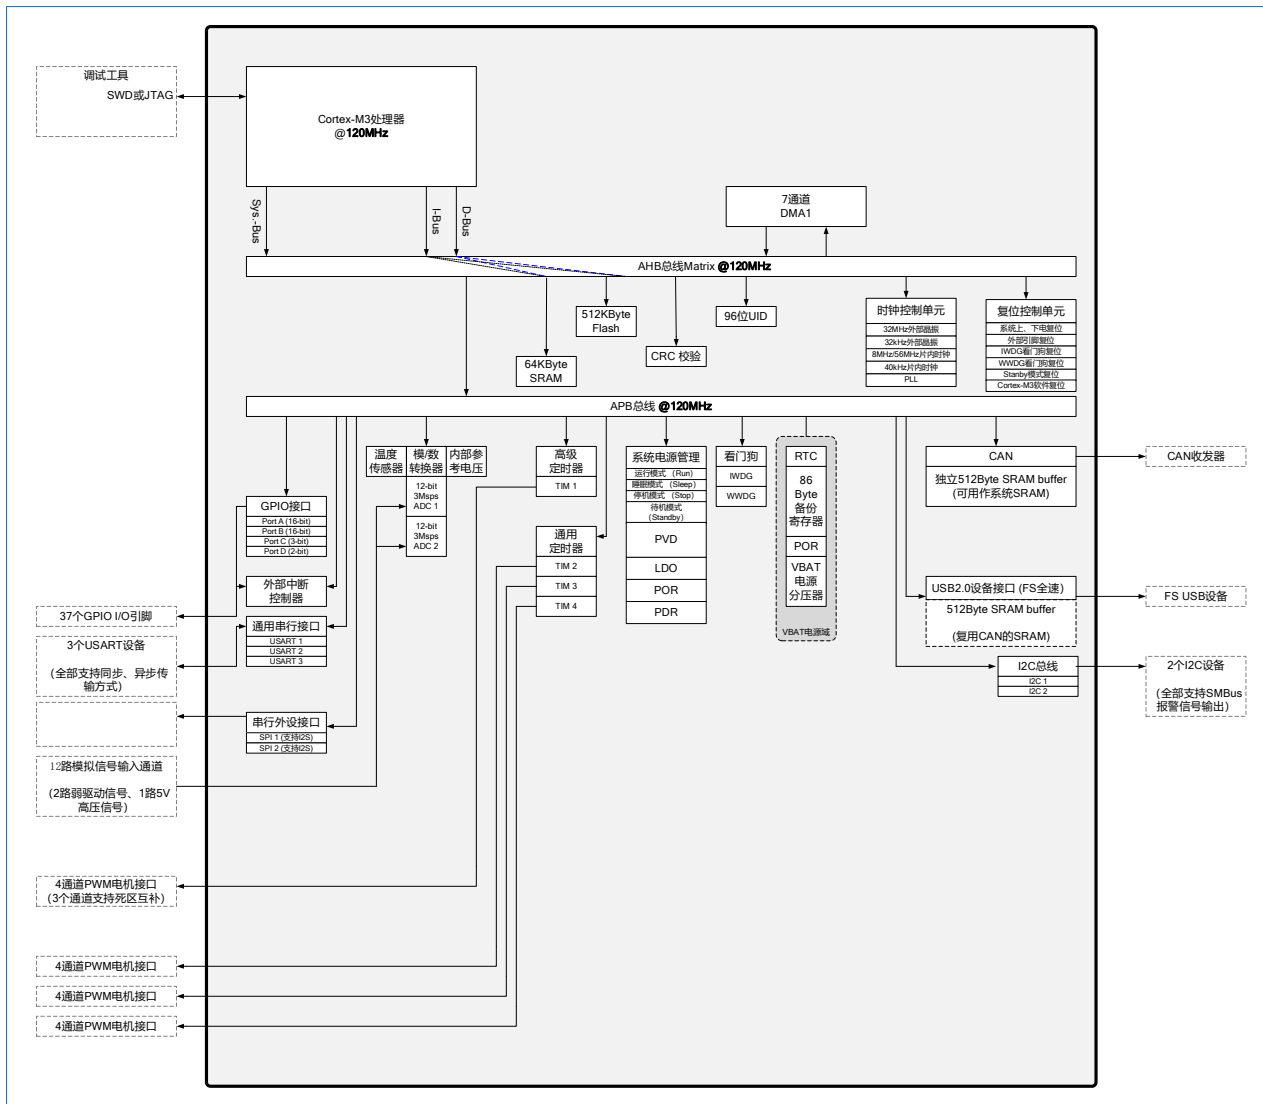 调试工具
SWD或JTAG
Cortex-M3处理器
@120MHz
Sys.-Bus
I-Bus
D-Bus
7通道
DMA1
AHB总线Matrix @120MHz
512KByte
Flash
64KByte
SRAM
CRC 校验
96位UID
时钟控制单元
32MHz外部晶振
32kHz外部晶振
8MHz/56MHz片内时钟
40kHz片内时钟
PLL
复位控制单元
系统上、下电复位
外部引脚复位
IWDG看门狗复位
WWDG看门狗复位
Stanby模式复位
Cortex-M3软件复位
APB总线 @120MHz
GPIO接口
Port A (16-bit)
Port B (16-bit)
Port C (3-bit)
Port D (2-bit)
外部中断
控制器
通用串行接口
USART 1
USART 2
USART 3
串行外设接口
SPI 1 (支持I2S)
SPI 2 (支持I2S)
温度
传感器
模/数
转换器
内部参
考电压
12-bit
3Msps
ADC 1
12-bit
3Msps
ADC 2
高级
定时器
TIM 1
通用
定时器
TIM 2
TIM 3
TIM 4
系统电源管理
运行模式 （Run)
睡眠模式 （Sleep)
停机模式 （Stop)
待机模式
(Standby)
PVD
LDO
POR
PDR
看门狗
IWDG
WWDG
RTC
86
Byte
备份
寄存器
POR
VBAT
电源
分压器
VBAT电源域
CAN
独立512Byte SRAM buffer
(可用作系统SRAM)
USB2.0设备接口 (FS全速)
512Byte SRAM buffer
(复用CAN的SRAM)
I2C总线
I2C 1
I2C 2
CAN收发器
FS USB设备
2个I2C设备
(全部支持SMBus
报警信号输出)
37个GPIO I/O引脚
3个USART设备
(全部支持同步、异步传
输方式)
12路模拟信号输入通道
(2路弱驱动信号、1路5V
高压信号)
4通道PWM电机接口
(3个通道支持死区互补)
4通道PWM电机接口
4通道PWM电机接口
4通道PWM电机接口